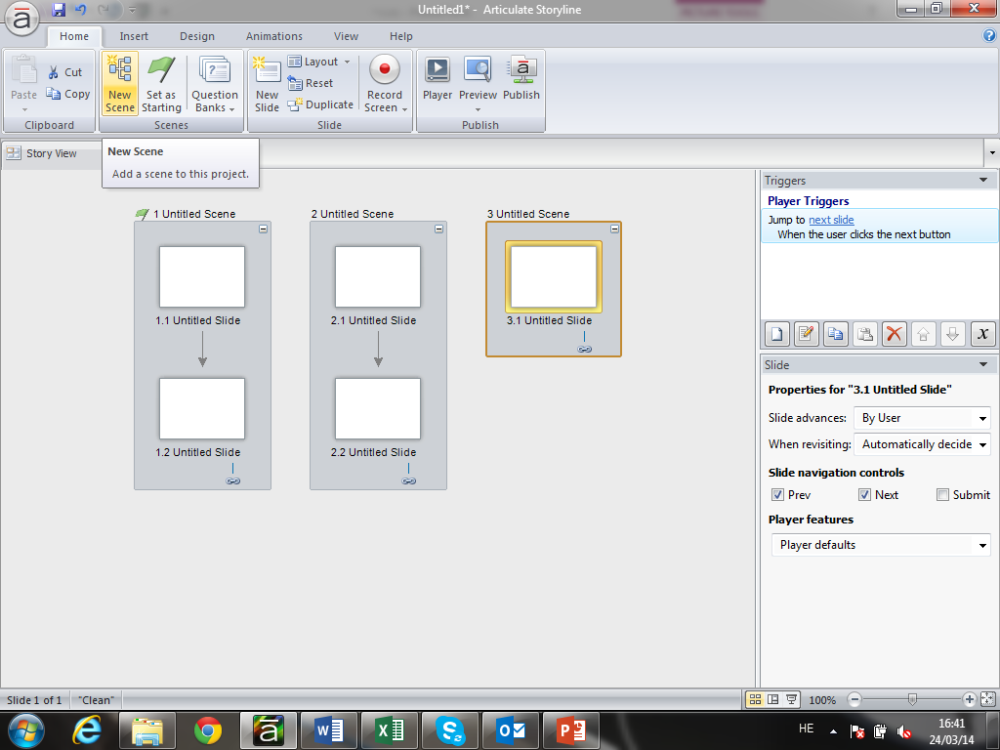 Untitled1* - Articulate Storyline
Home Insert Design Animations View Help
Paste
Cut
Copy
Clipboard
New Scene
Set as Starting
Question Banks
Scenes
New Slide
Layout
Reset
Duplicate
Record Screen
Slide
Player
Preview
Publish
Publish
Story View
New Scene
Add a scene to this project.
1 Untitled Scene
1.1 Untitled Slide
1.2 Untitled Slide
2 Untitled Scene
2.1 Untitled Slide
2.2 Untitled Slide
3 Untitled Scene
3.1 Untitled Slide
Triggers
Player Triggers
Jump to next slide
When the user clicks the next button
x
Slide
Properties for "3.1 Untitled Slide"
Slide advances: By User
When revisiting: Automatically decide
Slide navigation controls
Prev Next Submit
Player features
Player defaults
Slide 1 of 1 "Clean" 100%
HE
16:41
24/03/14